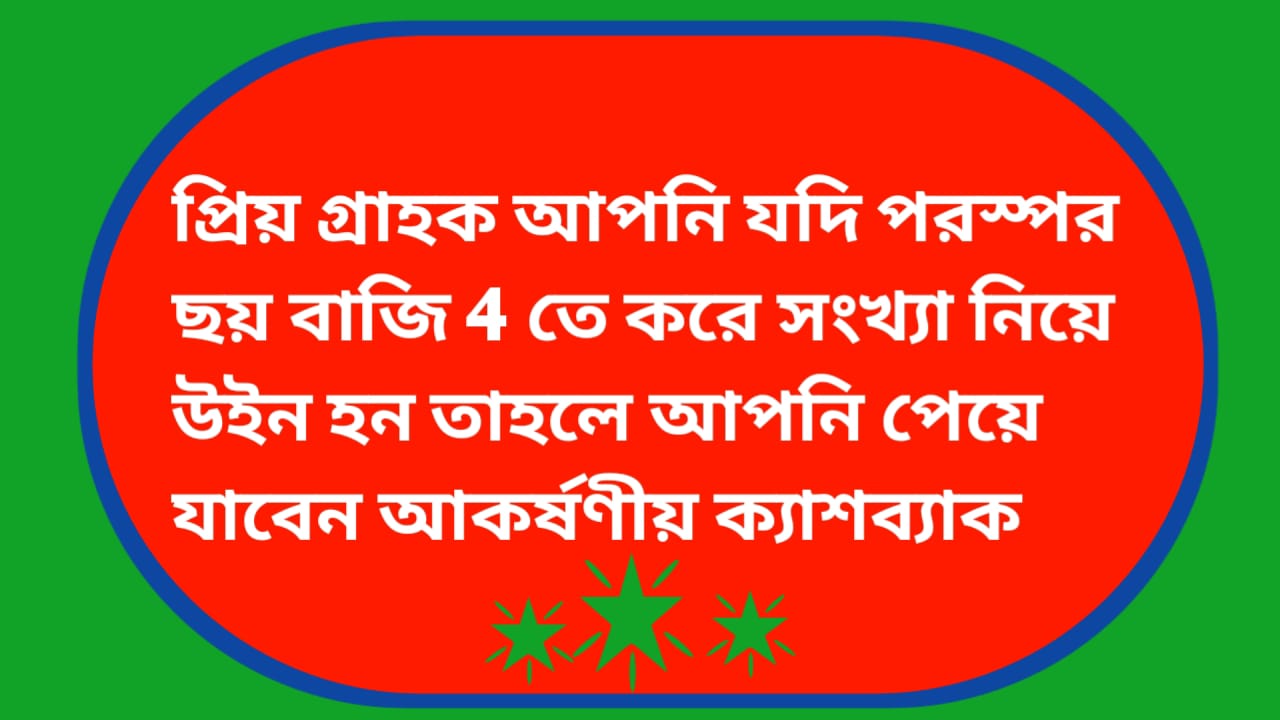 প্রিয় গ্রাহক আপনি যদি পরস্পর
ছয় বাজি 4 তে করে সংখ্যা নিয়ে
উইন হন তাহলে আপনি পেয়ে
যাবেন আকর্ষণীয় ক্যাশব্যাক